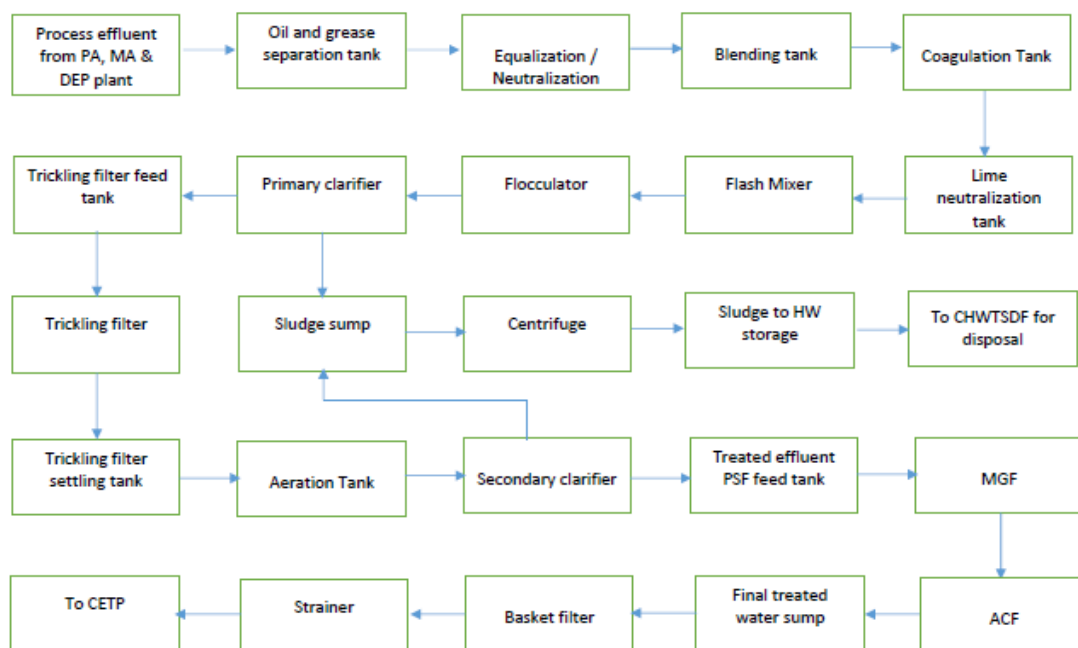 Process effluent
from PA, MA &
DEP plant
Oil and grease
separation tank
Equalization /
Neutralization
Blending tank
Coagulation Tank
Trickling filter feed
tank
Primary clarifier
Flocculator
Flash Mixer
Lime
neutralization
tank
Trickling filter
Sludge sump
Centrifuge
Sludge to HW
storage
To CHWTSDF for
disposal
Trickling filter
settling tank
Aeration Tank
Secondary clarifier
Treated effluent
PSF feed tank
MGF
To CETP
Strainer
Basket filter
Final treated
water sump
ACF